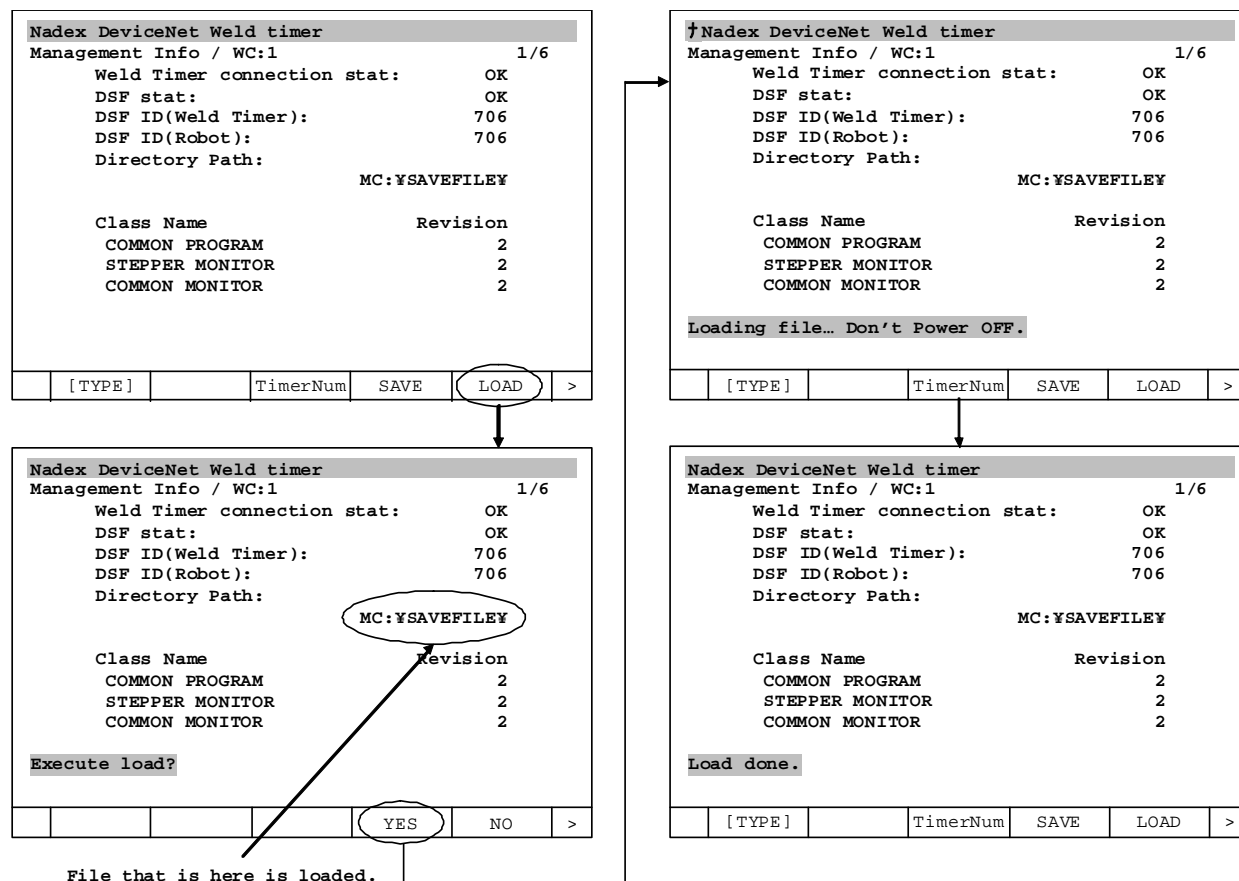 Nadex DeviceNet Weld timer
Management Info / WC:1 1/6
Weld Timer connection stat: OK
DSF stat: OK
DSF ID(Weld Timer): 706
DSF ID(Robot): 706
Directory Path:
MC:¥SAVEFILE¥
Class Name Revision
COMMON PROGRAM 2
STEPPER MONITOR 2
COMMON MONITOR 2
[TYPE] TimerNum SAVE LOAD >
Nadex DeviceNet Weld timer
Management Info / WC:1 1/6
Weld Timer connection stat: OK
DSF stat: OK
DSF ID(Weld Timer): 706
DSF ID(Robot): 706
Directory Path:
MC:¥SAVEFILE¥
Class Name Revision
COMMON PROGRAM 2
STEPPER MONITOR 2
COMMON MONITOR 2
Execute load?
YES NO >
File that is here is loaded.
†Nadex DeviceNet Weld timer
Management Info / WC:1 1/6
Weld Timer connection stat: OK
DSF stat: OK
DSF ID(Weld Timer): 706
DSF ID(Robot): 706
Directory Path:
MC:¥SAVEFILE¥
Class Name Revision
COMMON PROGRAM 2
STEPPER MONITOR 2
COMMON MONITOR 2
Loading file… Don't Power OFF.
[TYPE] TimerNum SAVE LOAD >
Nadex DeviceNet Weld timer
Management Info / WC:1 1/6
Weld Timer connection stat: OK
DSF stat: OK
DSF ID(Weld Timer): 706
DSF ID(Robot): 706
Directory Path:
MC:¥SAVEFILE¥
Class Name Revision
COMMON PROGRAM 2
STEPPER MONITOR 2
COMMON MONITOR 2
Load done.
[TYPE] TimerNum SAVE LOAD >